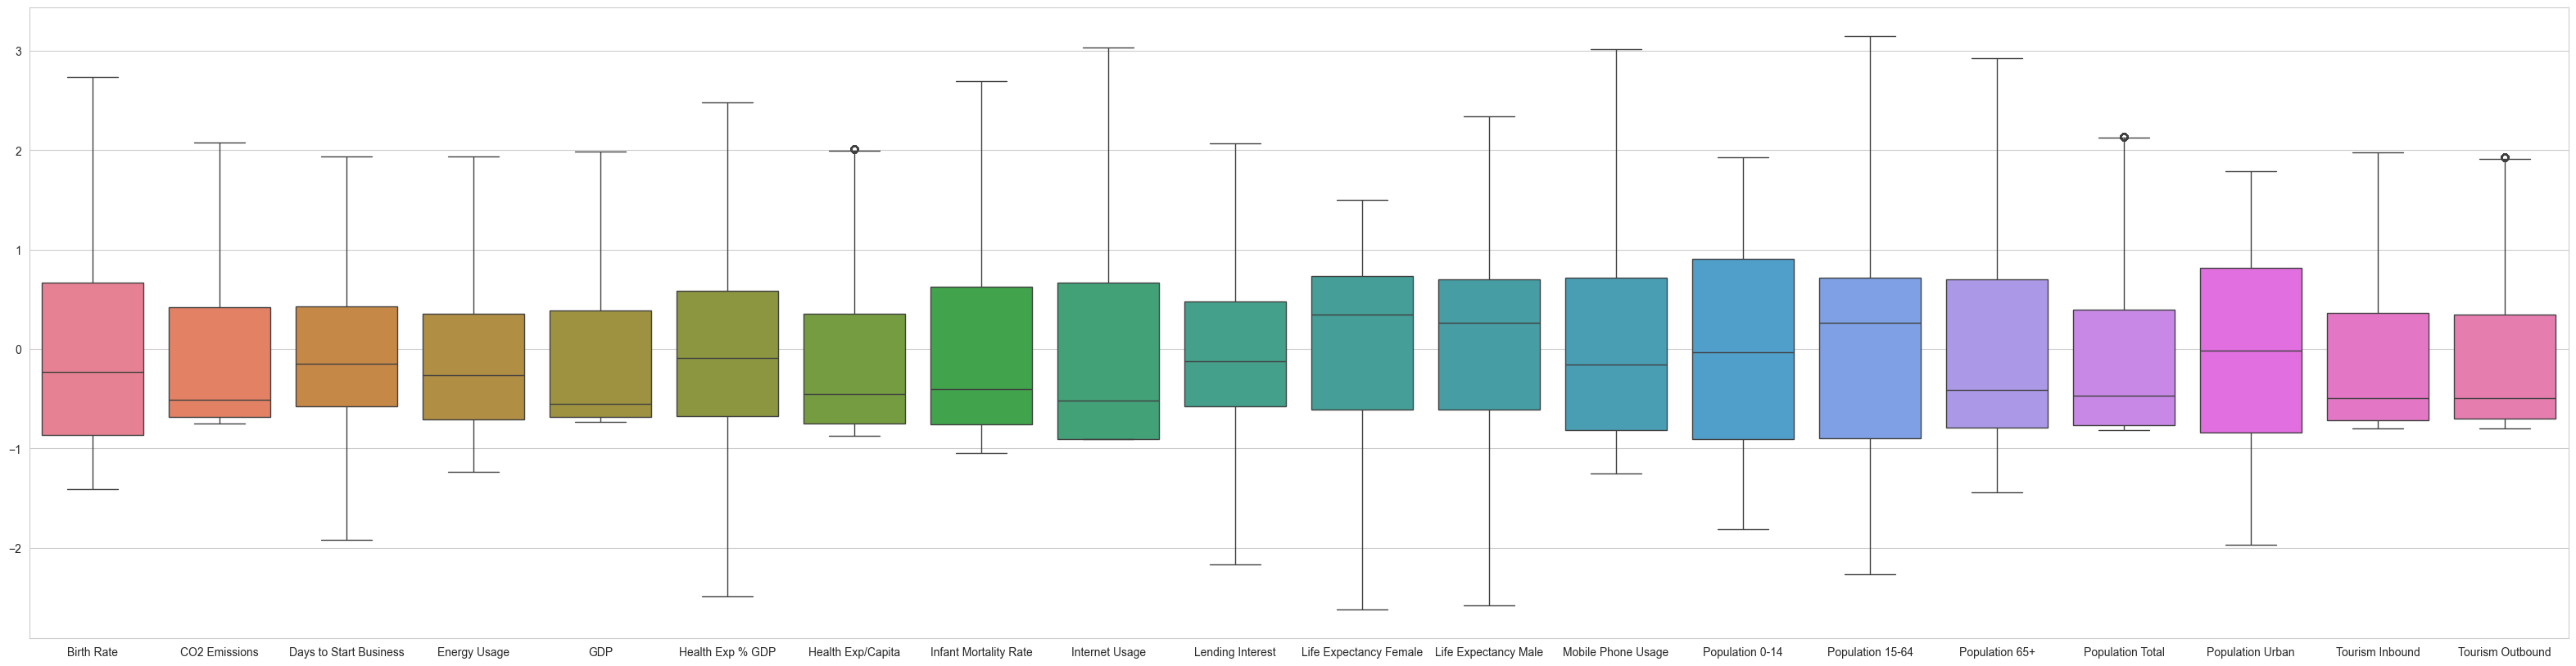 3
2
1
0
−1
−2
Birth Rate
CO2 Emissions
Days to Start Business
Energy Usage
GDP
Health Exp % GDP
Health Exp/Capita
Infant Mortality Rate
Internet Usage
Lending Interest
Life Expectancy Female
Life Expectancy Male
Mobile Phone Usage
Population 0-14
Population 15-64
Population 65+
Population Total
Population Urban
Tourism Inbound
Tourism Outbound